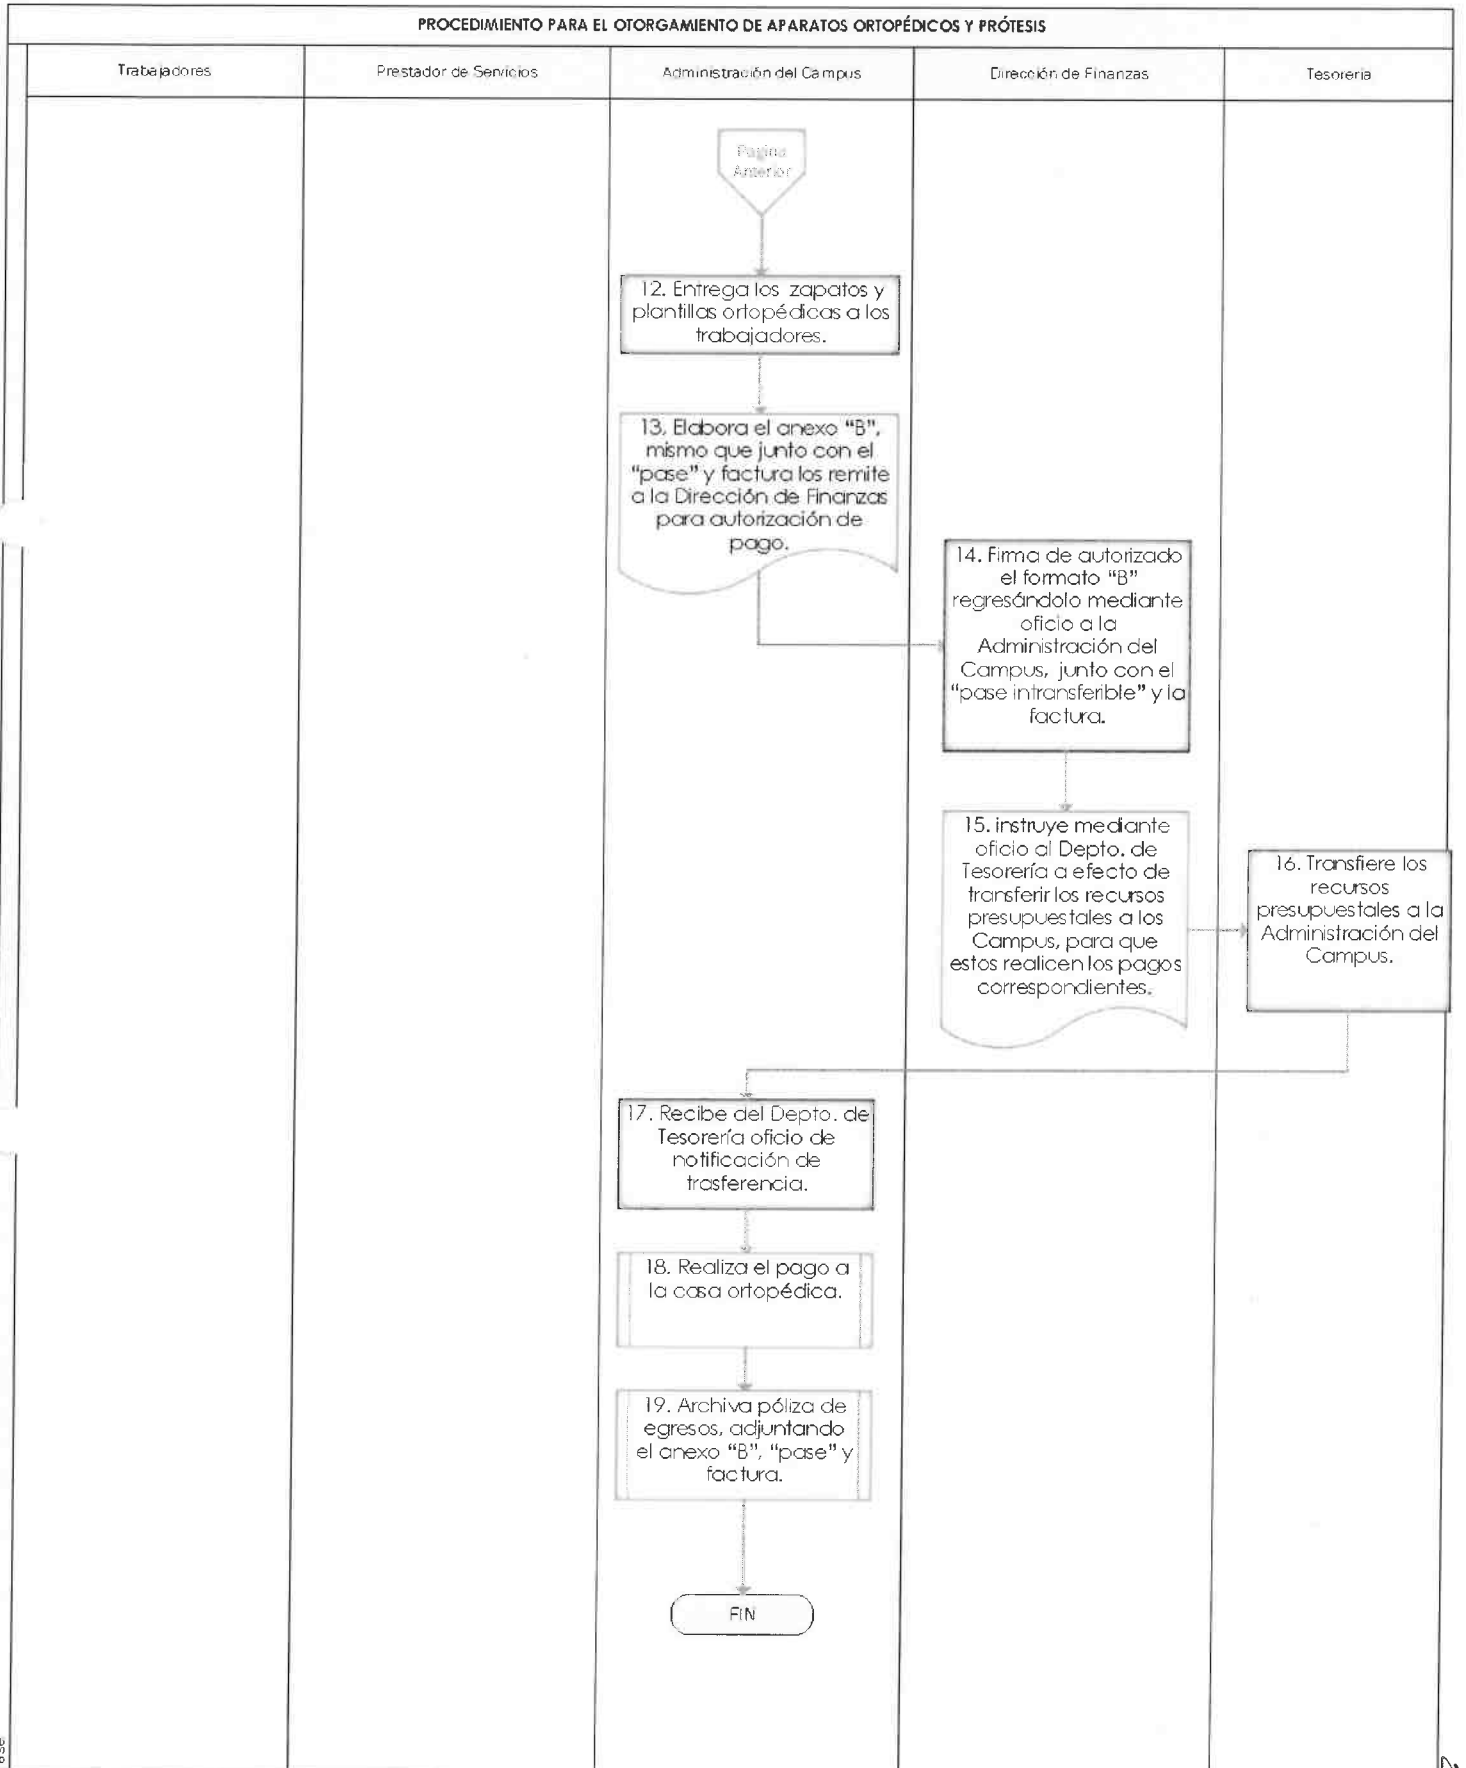 PROCEDIMIENTO PARA EL OTORGAMIENTO DE APARATOS ORTOPÉDICOS Y PRÓTESIS
Trabajadores
Prestador de Servicios
Administración del Campus
Dirección de Finanzas
Tesorería
Pagina
Anterior
12. Entrega los zapatos y
plantillas ortopédicas a los
trabajadores.
13. Elabora el anexo “B”,
mismo que junto con el
“pase” y factura los remite
a la Dirección de Finanzas
para autorización de
pago.
14. Firma de autorizado
el formato “B”
regresándolo mediante
oficio a la
Administración del
Campus, junto con el
“pase intransferible” y la
factura.
15. instruye mediante
oficio al Depto. de
Tesorería a efecto de
transferir los recursos
presupuestales a los
Campus, para que
estos realicen los pagos
correspondientes.
16. Transfiere los
recursos
presupuestales a la
Administración del
Campus.
17. Recibe del Depto. de
Tesorería oficio de
notificación de
trasferencia.
18. Realiza el pago a
la casa ortopédica.
19. Archiva póliza de
egresos, adjuntando
el anexo “B”, “pase” y
factura.
FIN